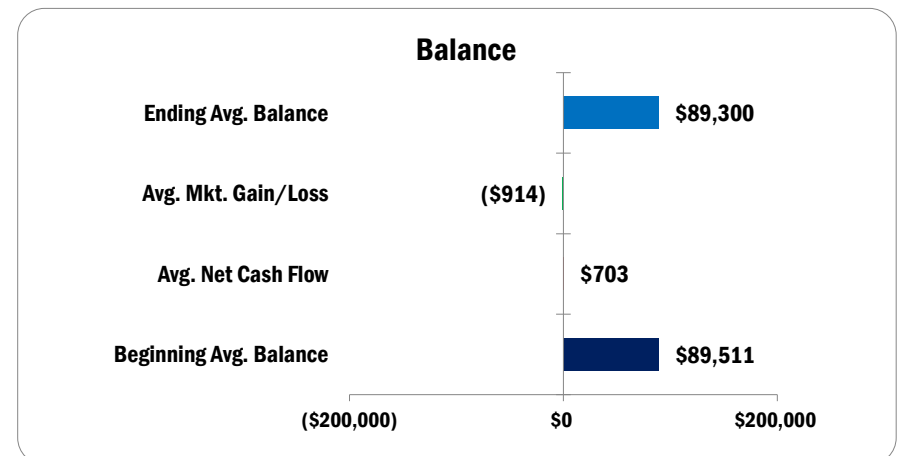 Balance
Ending Avg. Balance $89,300
Avg. Mkt. Gain/Loss ($914)
Avg. Net Cash Flow $703
Beginning Avg. Balance $89,511
($200,000) $0 $200,000